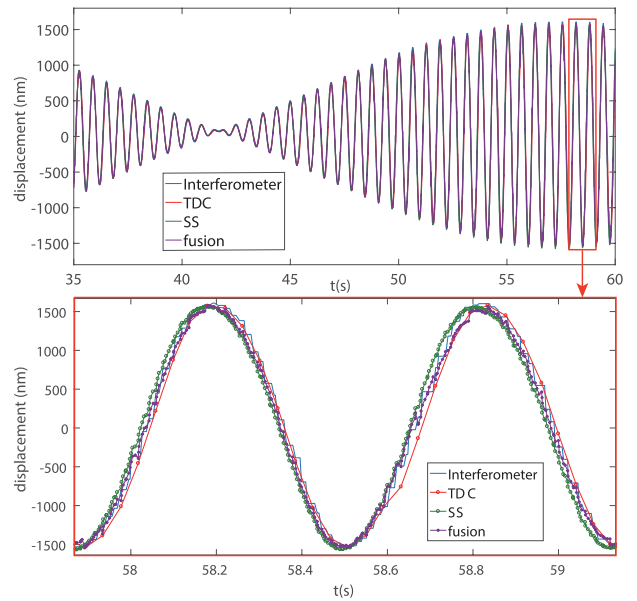 displacement (nm)
1500
1000
500
0
-500
-1000
-1500
Interferometer
TDC
SS
fusion
35
40
45
50
55
60
t(s)
displacement (nm)
1500
1000
500
0
-500
-1000
-1500
Interferometer
TDC
SS
fusion
58
58.2
58.4
58.6
58.8
59
t(s)